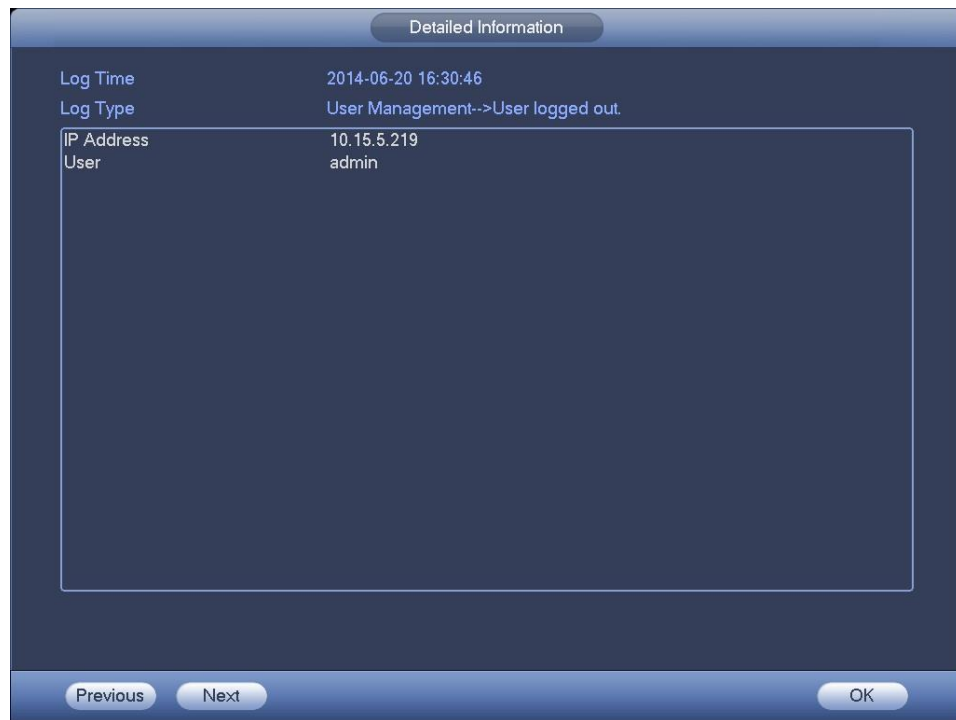 Detailed Information
Log Time 2014-06-20 16:30:46
Log Type User Management-->User logged out.
IP Address 10.15.5.219
User admin
Previous Next OK